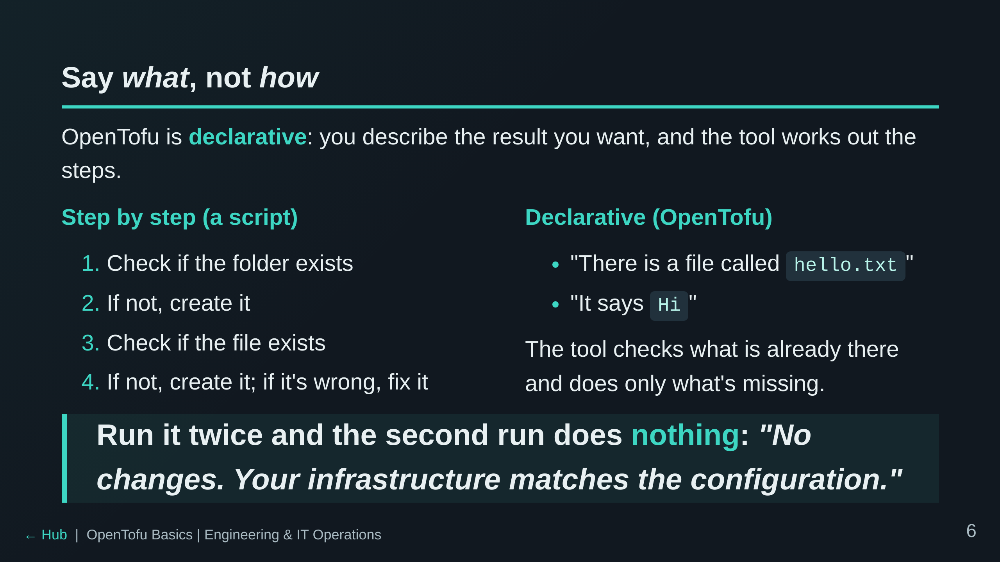 Say what, not how
OpenTofu is declarative: you describe the result you want, and the tool works out the
steps.
Step by step (a script)
1. Check if the folder exists
2. If not, create it
3. Check if the file exists
4. If not, create it; if it's wrong, fix it
Declarative (OpenTofu)
• "There is a file called hello.txt"
• "It says Hi"
The tool checks what is already there
and does only what's missing.
Run it twice and the second run does nothing: "No
changes. Your infrastructure matches the configuration."
← Hub | OpenTofu Basics | Engineering & IT Operations
6